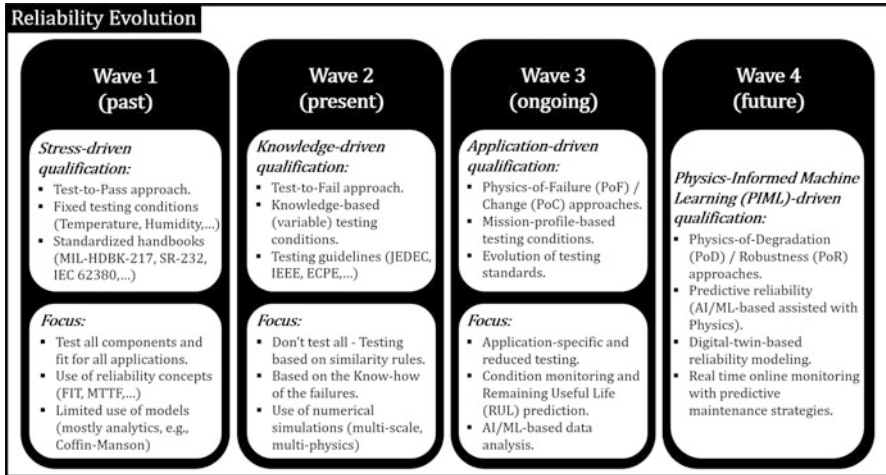 Reliability Evolution
Wave 1
(past)
Stress-driven
qualification:
▪ Test-to-Pass approach.
▪ Fixed testing conditions
(Temperature, Humidity,...)
▪ Standardized handbooks
(MIL-HDBK-217, SR-232,
IEC 62380,...)
Focus:
▪ Test all components and
fit for all applications.
▪ Use of reliability concepts
(FIT, MTTF,...)
▪ Limited use of models
(mostly analytics, e.g.,
Coffin-Manson)
Wave 2
(present)
Knowledge-driven
qualification:
▪ Test-to-Fail approach.
▪ Knowledge-based
(variable) testing
conditions.
▪ Testing guidelines (JEDEC,
IEEE, ECPE,...)
Focus:
▪ Don't test all - Testing
based on similarity rules.
▪ Based on the Know-how
of the failures.
▪ Use of numerical
simulations (multi-scale,
multi-physics)
Wave 3
(ongoing)
Application-driven
qualification:
▪ Physics-of-Failure (PoF) /
Change (PoC) approaches.
▪ Mission-profile-based
testing conditions.
▪ Evolution of testing
standards.
Focus:
▪ Application-specific and
reduced testing.
▪ Condition monitoring and
Remaining Useful Life
(RUL) prediction.
▪ AI/ML-based data
analysis.
Wave 4
(future)
Physics-Informed Machine
Learning (PIML)-driven
qualification:
▪ Physics-of-Degradation
(PoD) / Robustness (PoR)
approaches.
▪ Predictive reliability
(AI/ML-based assisted with
Physics).
▪ Digital-twin-based
reliability modeling.
▪ Real time online monitoring
with predictive
maintenance strategies.